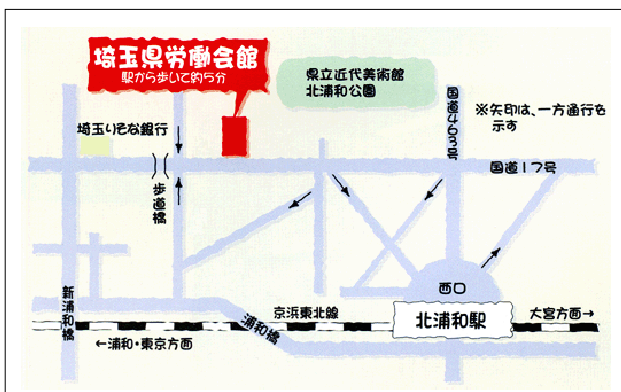 埼玉県労働会館
駅から歩いて約5分
県立近代美術館
北浦和公園
国道463号
※矢印は、一方通行を
示す
埼玉りそな銀行
国道17号
歩道橋
新浦和橋
西口
京浜東北線
北浦和駅
大宮方面→
浦和橋
←浦和・東京方面